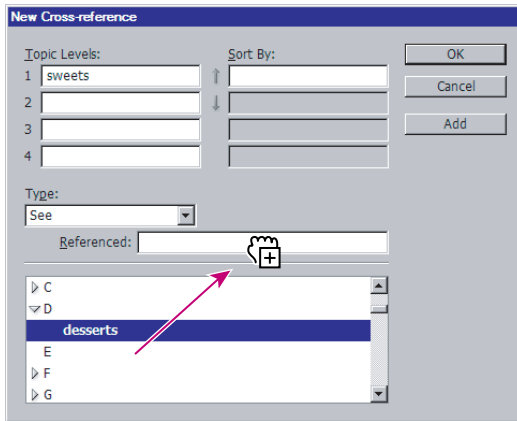 New Cross-reference
Topic Levels: Sort By:
1 sweets
2
3
4
OK
Cancel
Add
Type:
See
Referenced:
C
D
desserts
E
F
G